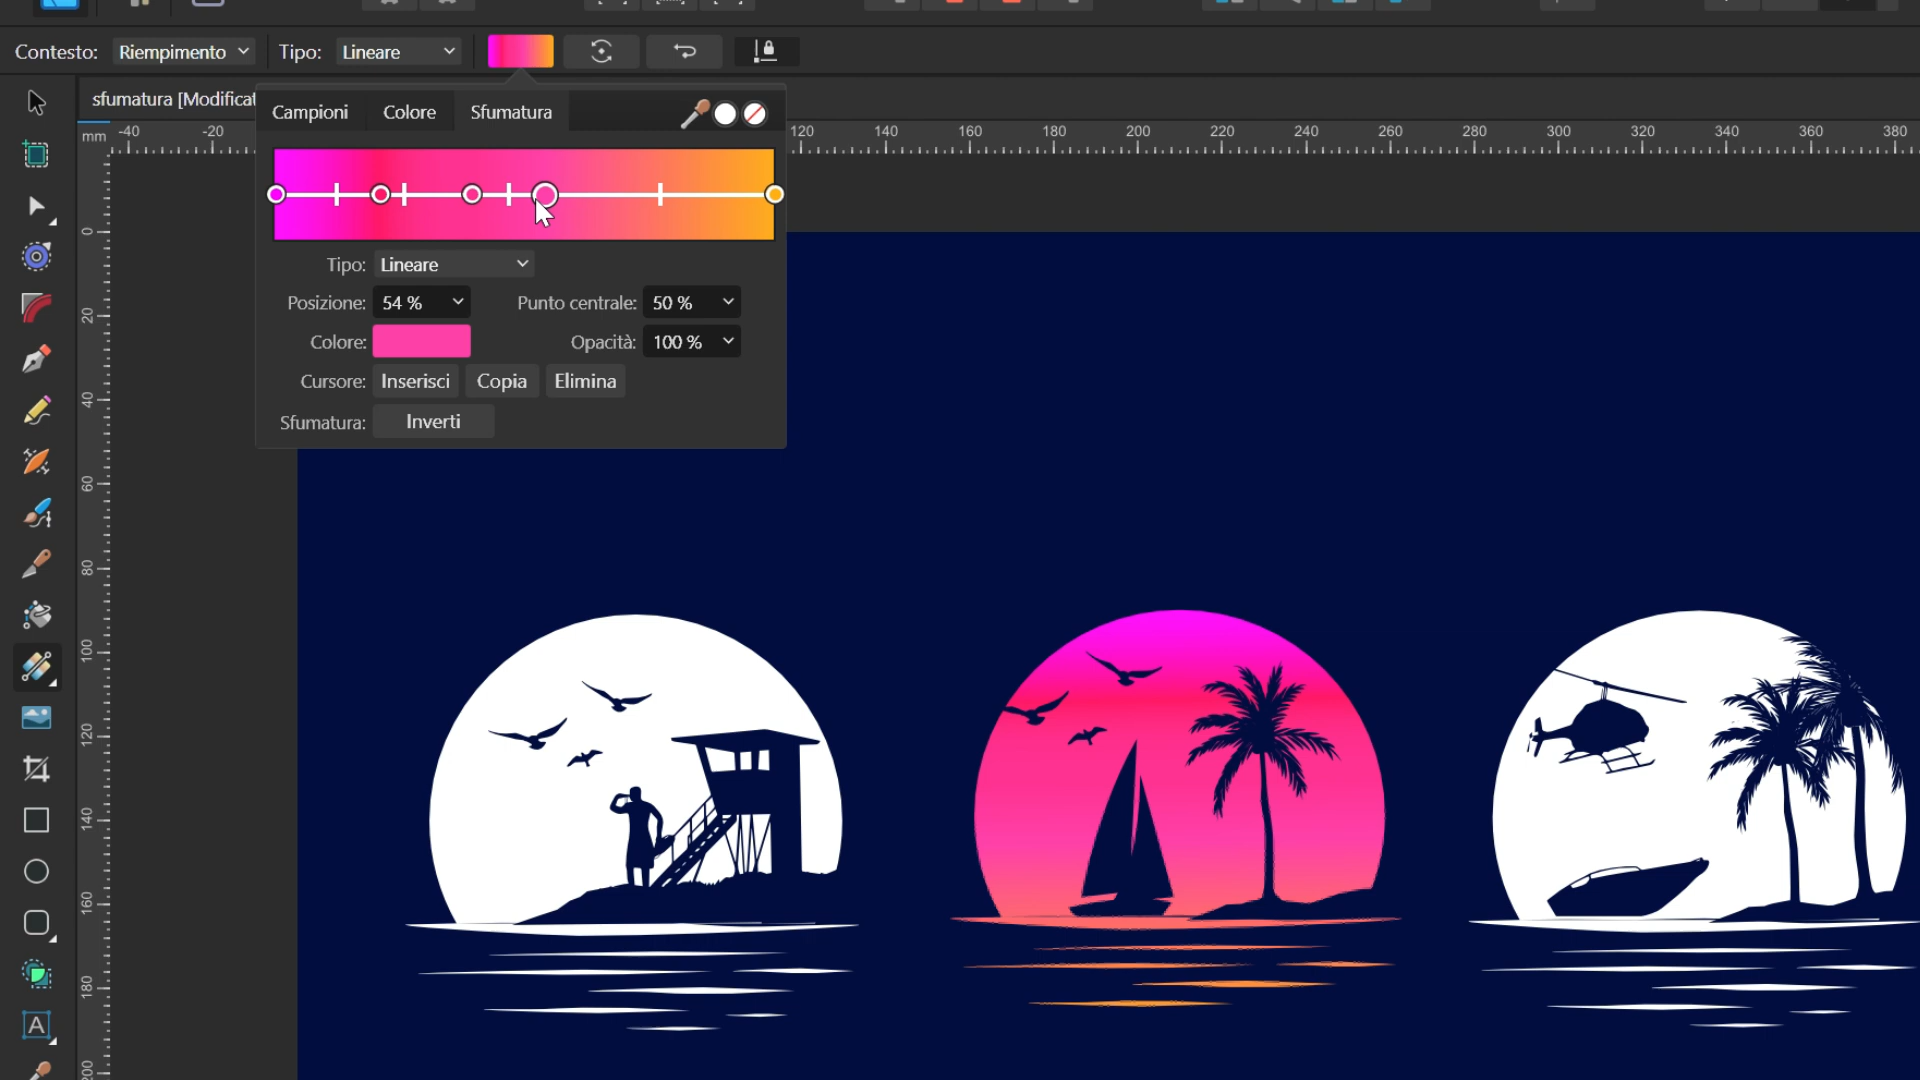 Contesto: Riempimento Tipo: Lineare
sfumatura [Modificat
Campioni Colore Sfumatura
mm -40 -20 120 140 160 180 200 220 240 260 280 300 320 340 360 380
Tipo: Lineare
Posizione: 54 % Punto centrale: 50 %
Colore: Opacità: 100 %
Cursore: Inserisci Copia Elimina
Sfumatura: Inverti
0
20
40
60
80
100
120
140
160
180
200
A